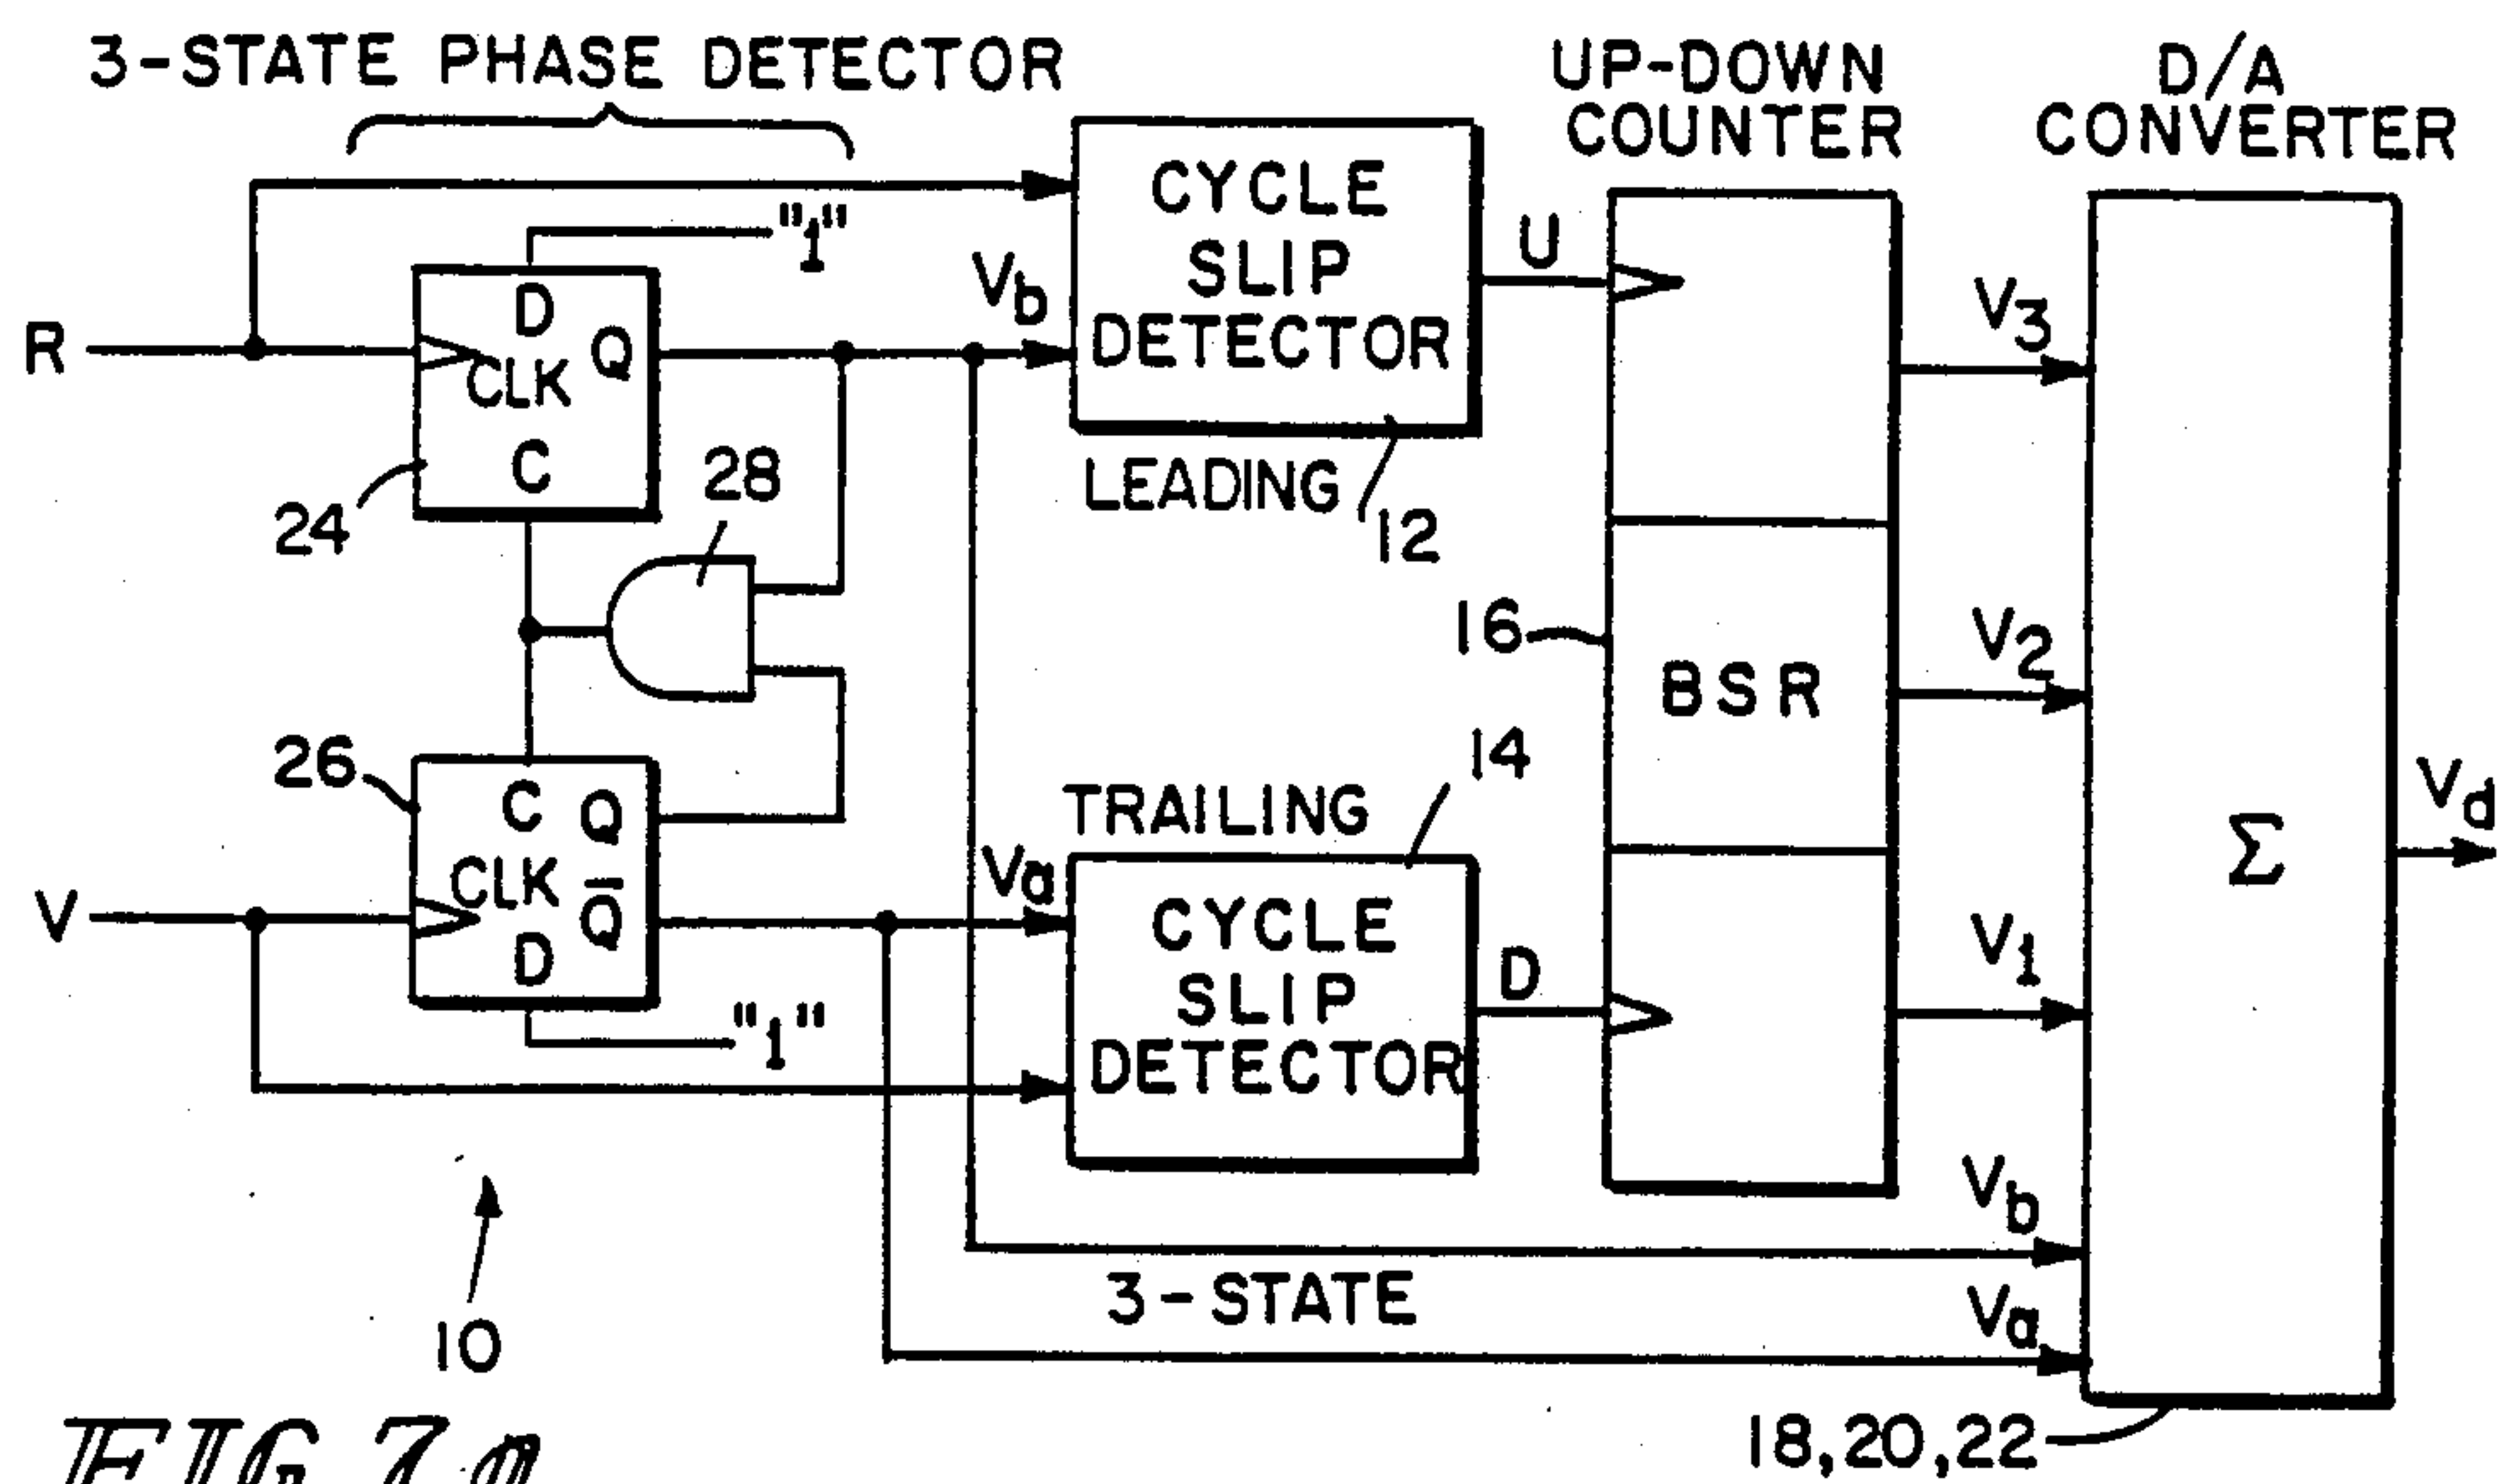 3-STATE PHASE DETECTOR
UP-DOWN
COUNTER
D/A
CONVERTER
R
"1"
D
CLK
Q
C
24
28
Vb
CYCLE
SLIP
DETECTOR
LEADING
12
U
V3
16
BSR
V2
26
C
Q
CLK
Q̅
D
V
"1"
Va
TRAILING
14
CYCLE
SLIP
DETECTOR
D
V1
Σ
Vd
Vb
3-STATE
Va
10
18,20,22
FIG. 7a